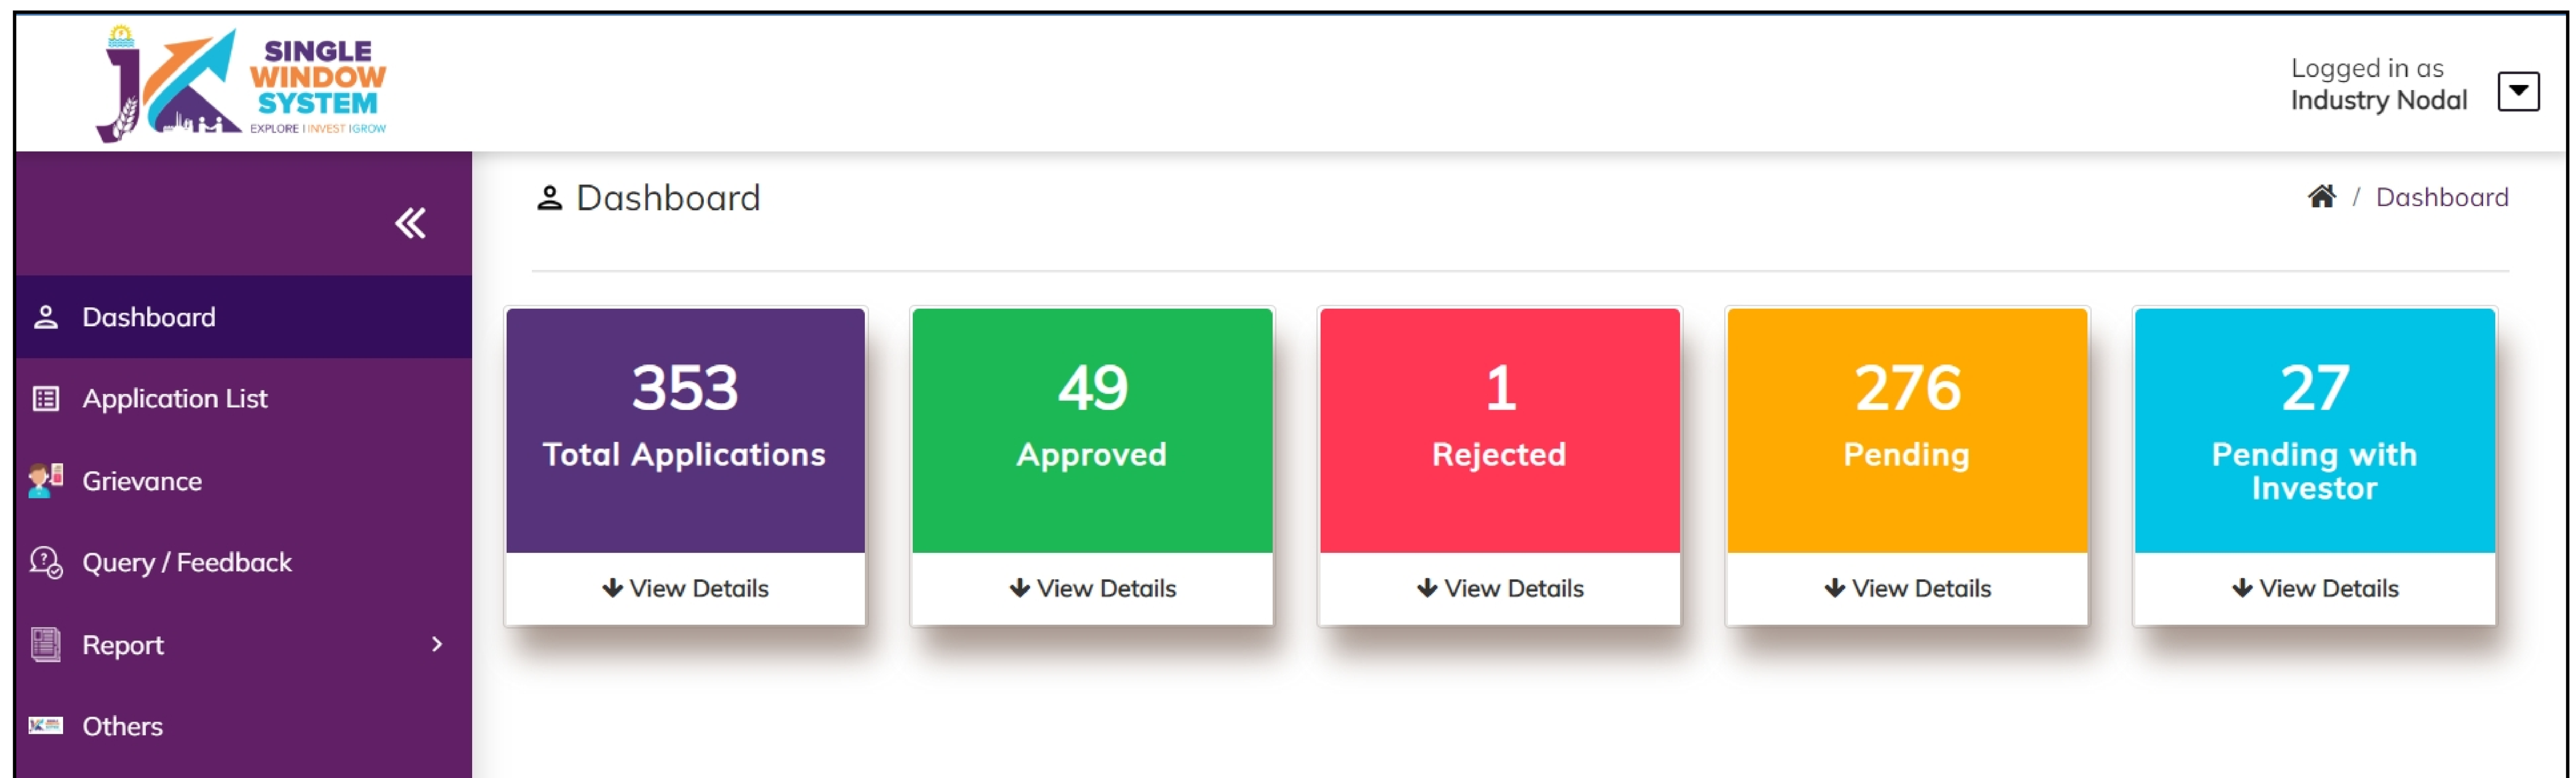 SINGLE
WINDOW
SYSTEM
EXPLORE I INVEST I GROW
Logged in as
Industry Nodal
Dashboard
/ Dashboard
Dashboard
Application List
Grievance
Query / Feedback
Report
Others
353
Total Applications
View Details
49
Approved
View Details
1
Rejected
View Details
276
Pending
View Details
27
Pending with
Investor
View Details